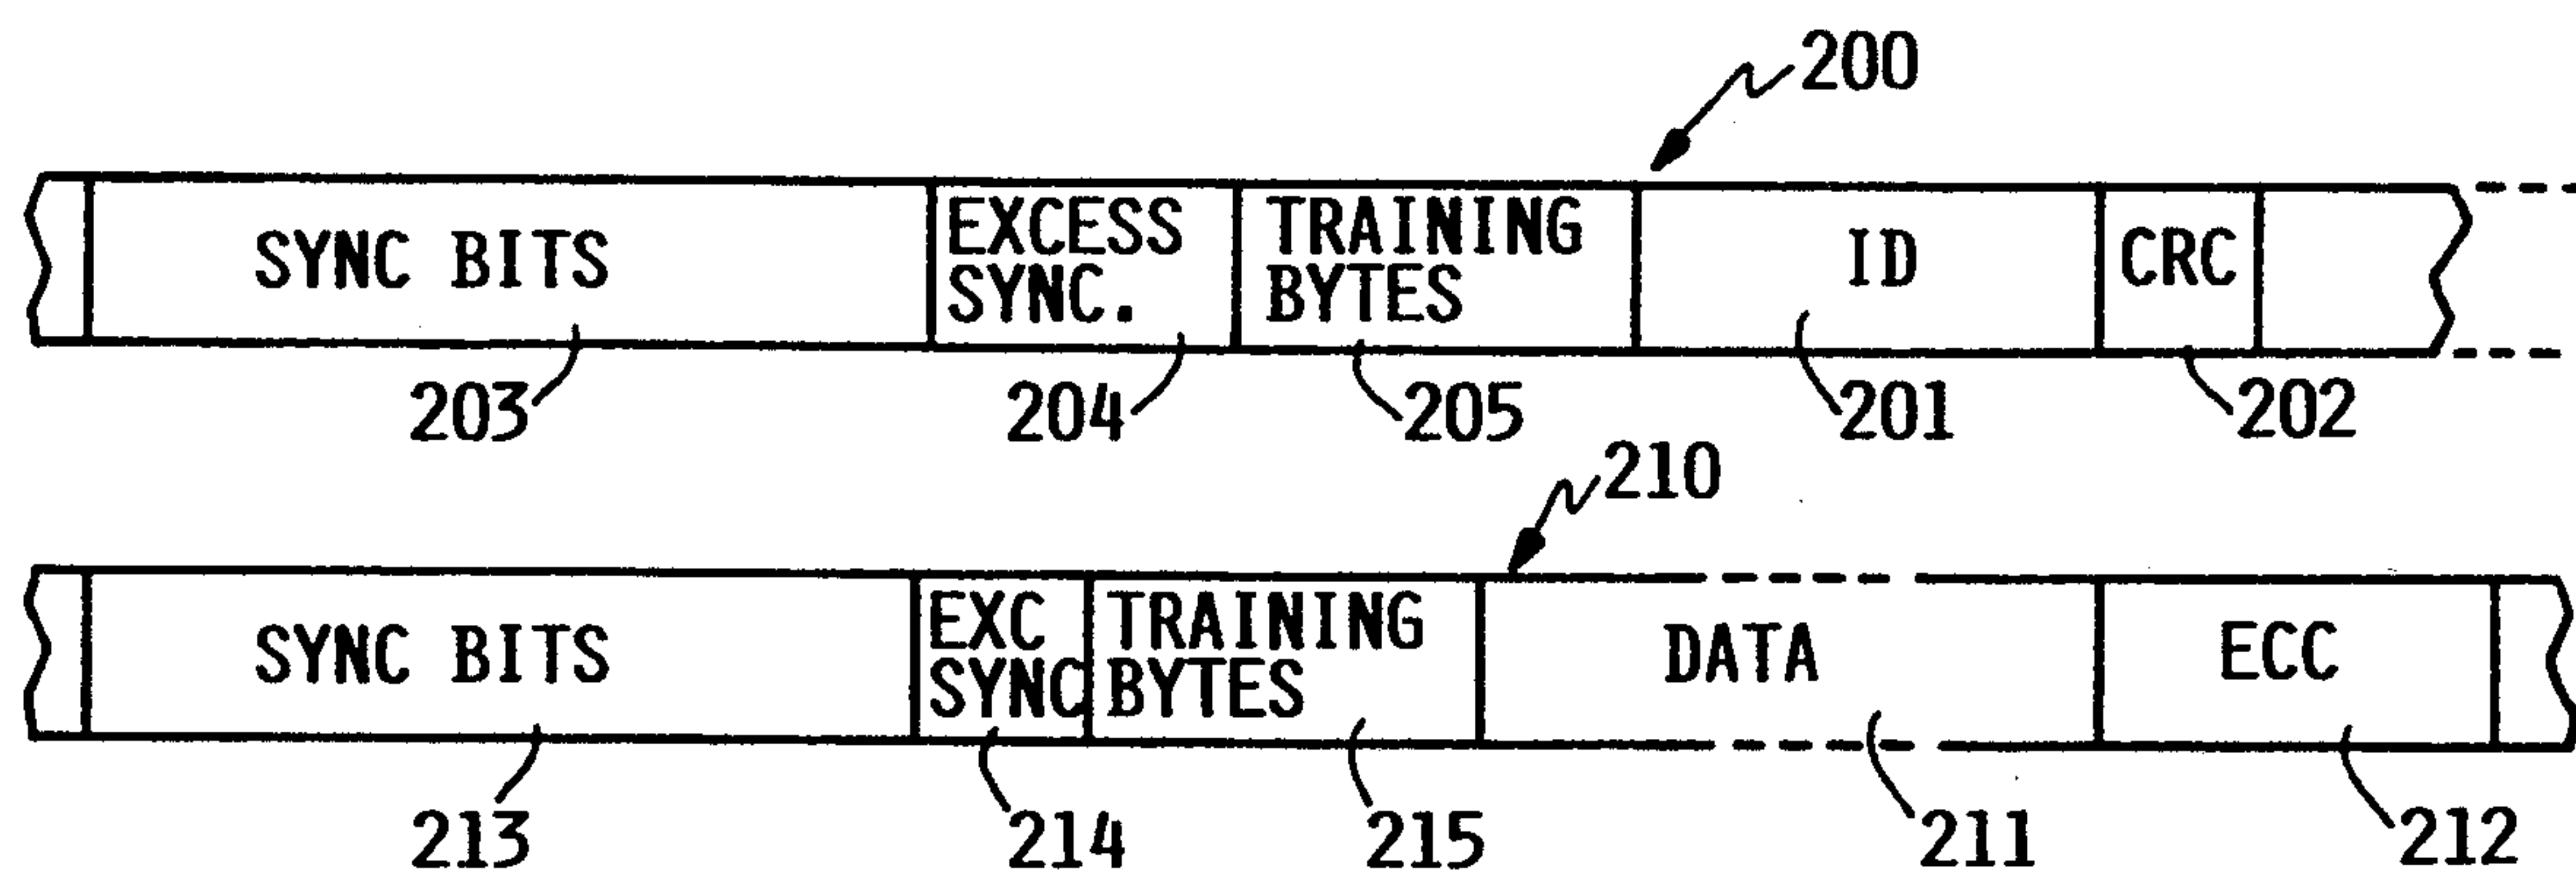 200
SYNC BITS
EXCESS
SYNC.
TRAINING
BYTES
ID
CRC
203
204
205
201
202
210
SYNC BITS
EXC
SYNC
TRAINING
BYTES
DATA
ECC
213
214
215
211
212